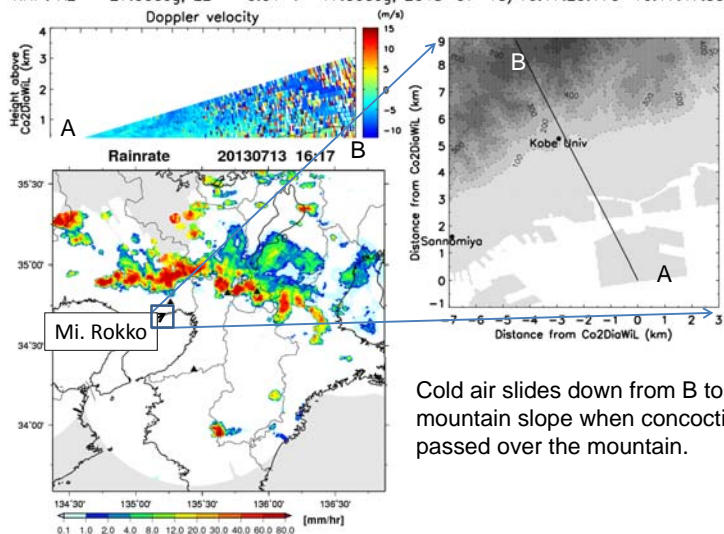 Doppler velocity (m/s)
Height above
Co2DiaWiL (km)
4
3
2
1
A
B
15
10
5
0
−5
−10
Rainrate 20130713 16:17
35°30'
35°00'
34°30'
34°00'
Mi. Rokko
134°30' 135°00' 135°30' 136°00' 136°30'
[mm/hr]
0.1 1.0 2.0 4.0 8.0 12.0 20.0 40.0 60.0 80.0
Distance from Co2DiaWiL (km)
9
8
7
6
5
4
3
2
1
0
−1
B
Kobe Univ
Sannomiya
A
−7 −6 −5 −4 −3 −2 −1 0 1 2 3
Distance from Co2DiaWiL (km)
Cold air slides down from B to
mountain slope when concocti
passed over the mountain.